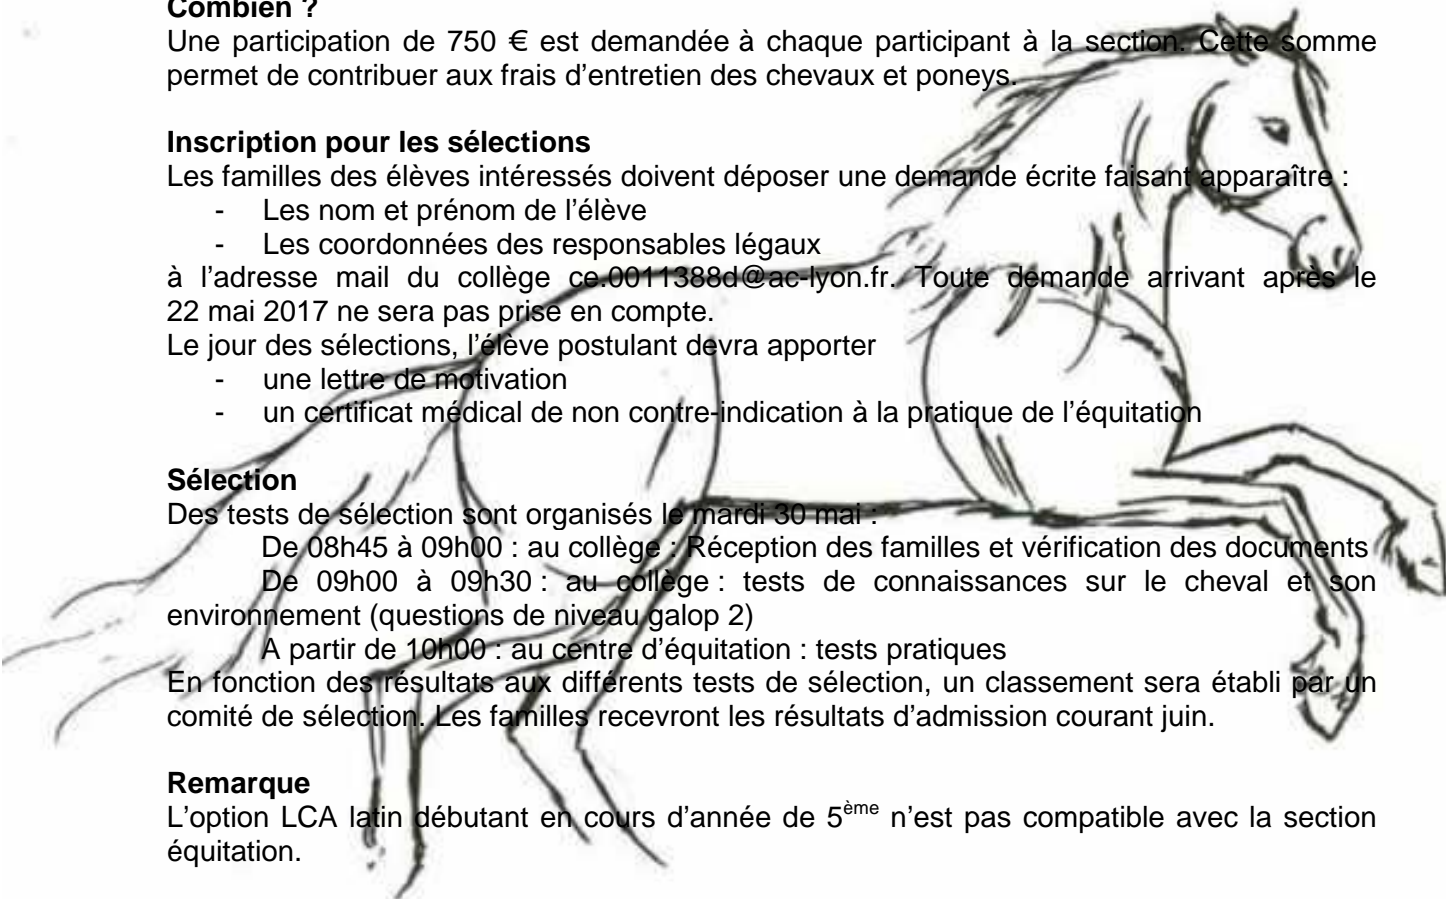 Combien ?
Une participation de 750 € est demandée à chaque participant à la section. Cette somme
permet de contribuer aux frais d'entretien des chevaux et poneys.
Inscription pour les sélections
Les familles des élèves intéressés doivent déposer une demande écrite faisant apparaître :
- Les nom et prénom de l'élève
- Les coordonnées des responsables légaux
à l'adresse mail du collège ce.0011388d@ac-lyon.fr. Toute demande arrivant après le
22 mai 2017 ne sera pas prise en compte.
Le jour des sélections, l'élève postulant devra apporter
- une lettre de motivation
- un certificat médical de non contre-indication à la pratique de l'équitation
Sélection
Des tests de sélection sont organisés le mardi 30 mai :
De 08h45 à 09h00 : au collège : Réception des familles et vérification des documents
De 09h00 à 09h30 : au collège : tests de connaissances sur le cheval et son
environnement (questions de niveau galop 2)
A partir de 10h00 : au centre d'équitation : tests pratiques
En fonction des résultats aux différents tests de sélection, un classement sera établi par un
comité de sélection. Les familles recevront les résultats d'admission courant juin.
Remarque
L'option LCA latin débutant en cours d'année de 5ème n'est pas compatible avec la section
équitation.